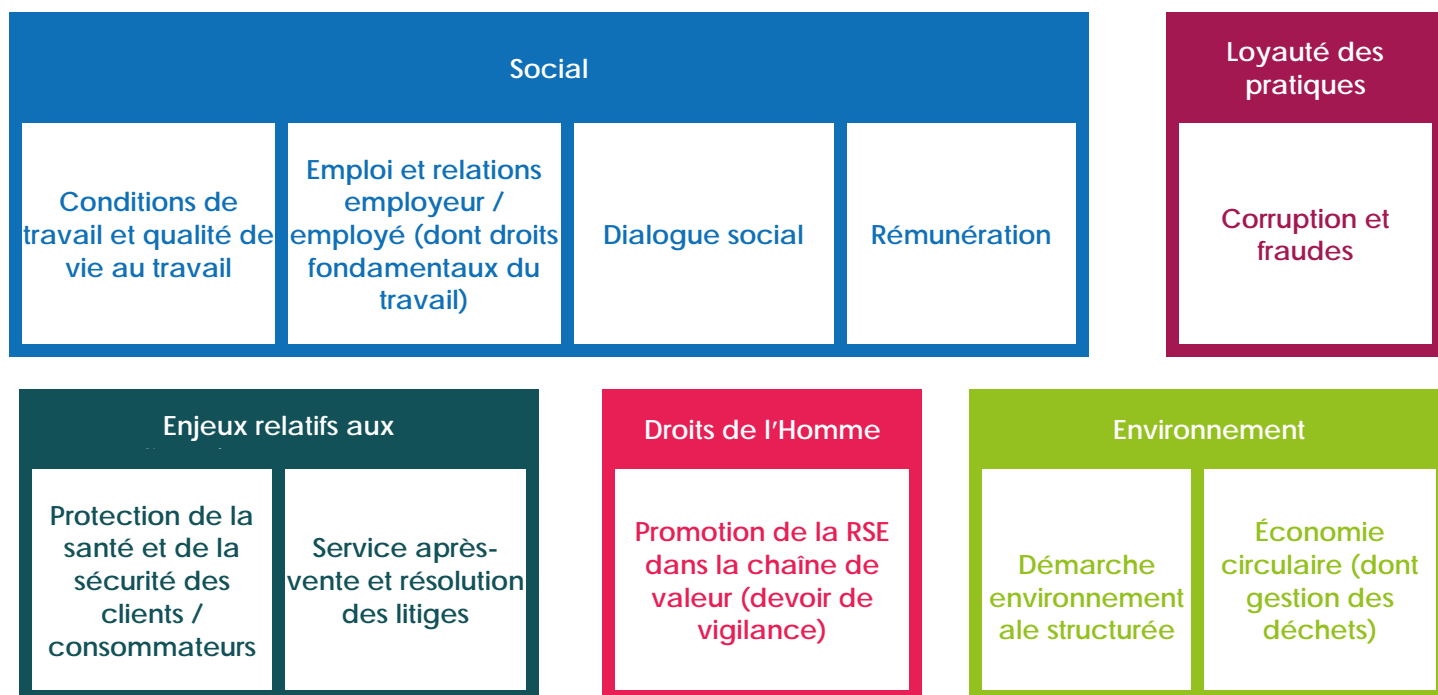 Social
Conditions de
travail et qualité de
vie au travail
Emploi et relations
employeur /
employé (dont droits
fondamentaux du
travail)
Dialogue social
Rémunération
Loyauté des
pratiques
Corruption et
fraudes
Enjeux relatifs aux
Protection de la
santé et de la
sécurité des
clients /
consommateurs
Service après-
vente et résolution
des litiges
Droits de l’Homme
Promotion de la RSE
dans la chaîne de
valeur (devoir de
vigilance)
Environnement
Démarche
environnement
ale structurée
Économie
circulaire (dont
gestion des
déchets)